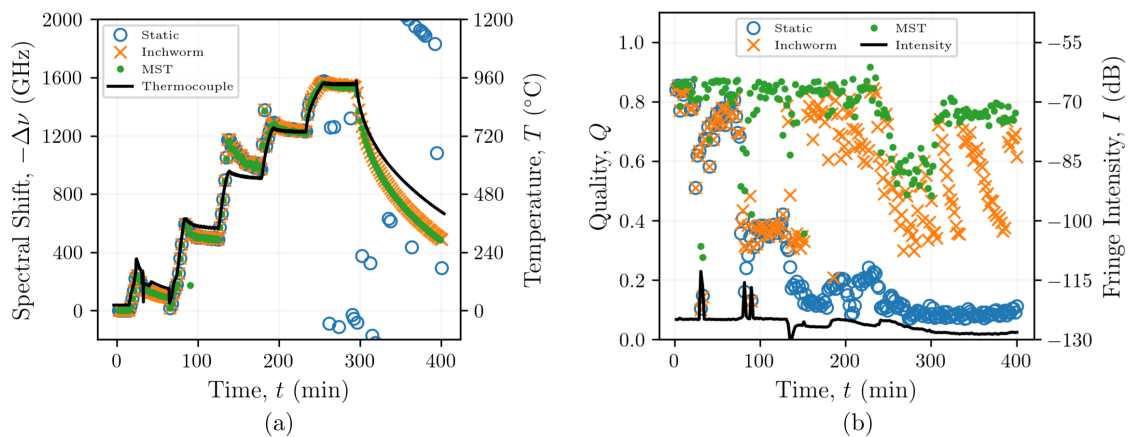 2000
1600
1200
800
400
0
Spectral Shift, −Δν (GHz)
Static
Inchworm
MST
Thermocouple
1200
960
720
480
240
0
Temperature, T (°C)
0 100 200 300 400
Time, t (min)
(a)
1.0
0.8
0.6
0.4
0.2
0.0
Quality, Q
Static MST
Inchworm Intensity
−55
−70
−85
−100
−115
−130
Fringe Intensity, I (dB)
0 100 200 300 400
Time, t (min)
(b)